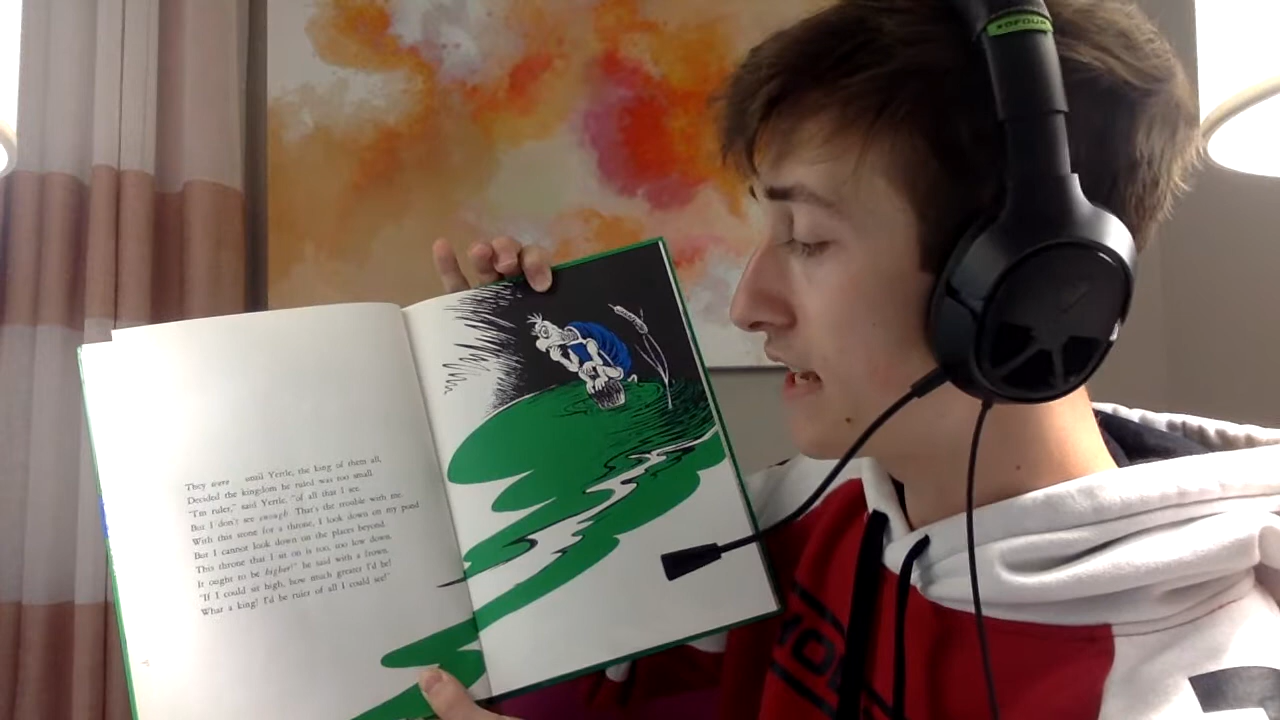 They were until Yertle, the king of them all,
Decided the kingdom he ruled was too small.
"I'm ruler," said Yertle, "of all that I see.
But I don't see enough. That's the trouble with me.
With this stone for a throne, I look down on my pond
But I cannot look down on the places beyond.
This throne that I sit on is too, too low down.
It ought to be higher!" he said with a frown.
"If I could sit high, how much greater I'd be!
What a king! I'd be ruler of all I could see!"
XOFOUR